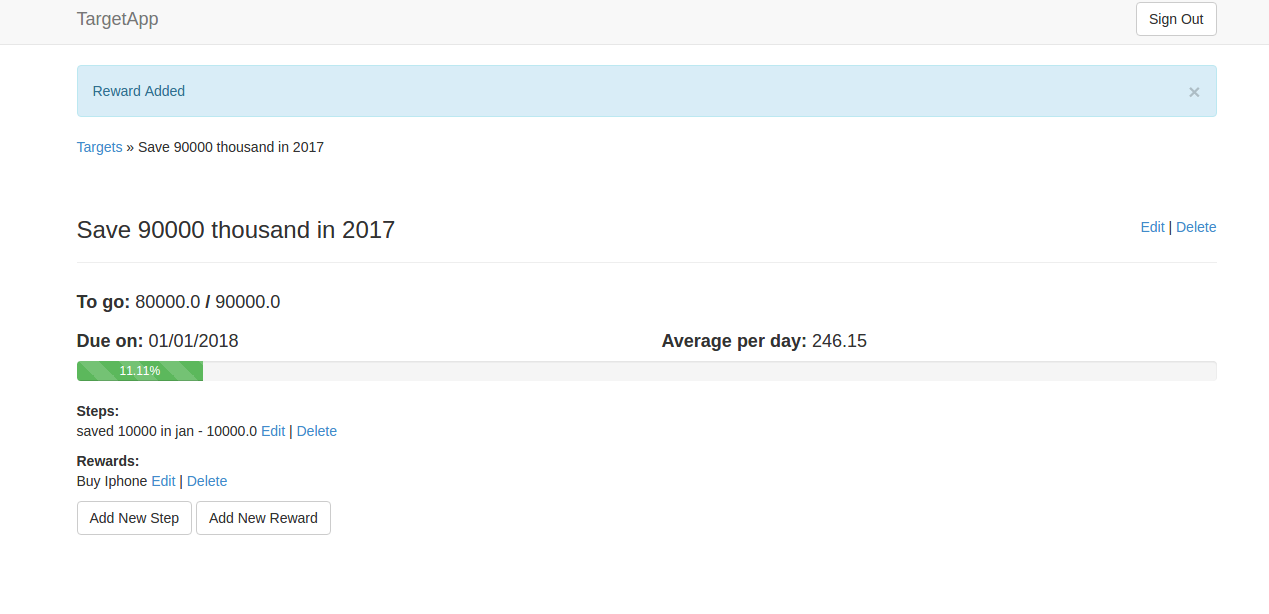 TargetApp
Sign Out
Reward Added
×
Targets » Save 90000 thousand in 2017
Save 90000 thousand in 2017
Edit | Delete
To go: 80000.0 / 90000.0
Due on: 01/01/2018
Average per day: 246.15
11.11%
Steps:
saved 10000 in jan - 10000.0 Edit | Delete
Rewards:
Buy Iphone Edit | Delete
Add New Step
Add New Reward